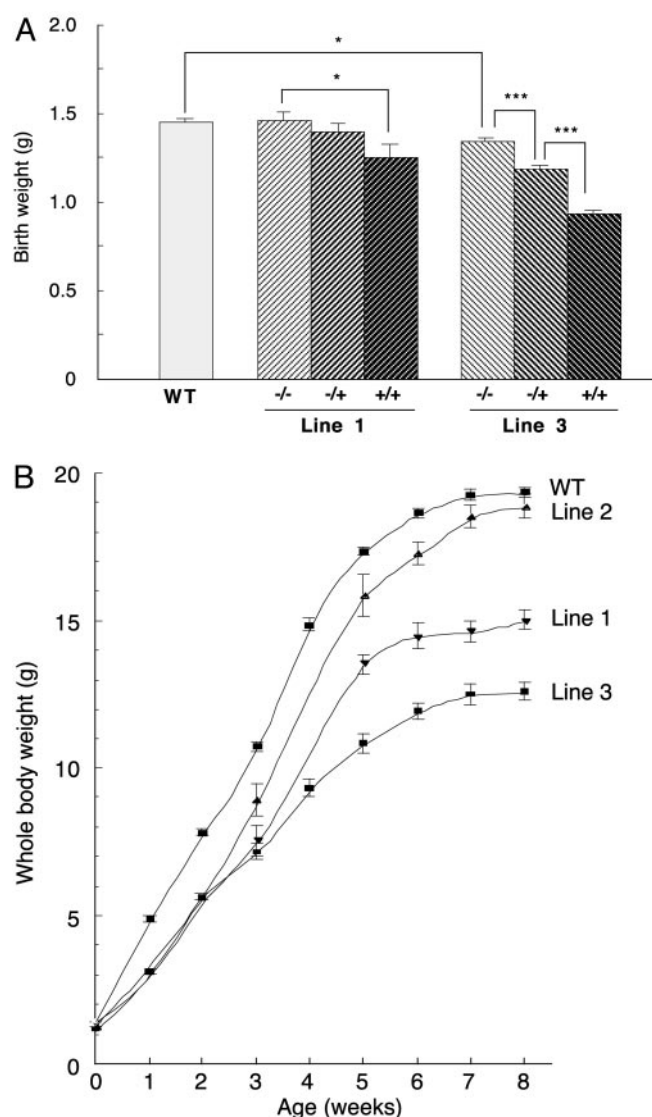 A
2.0
1.5
1.0
0.5
0
Birth weight (g)
*
*
***
***
WT
-/- -/+ +/+
Line 1
-/- -/+ +/+
Line 3
B
20
15
10
5
0
Whole body weight (g)
WT
Line 2
Line 1
Line 3
0 1 2 3 4 5 6 7 8
Age (weeks)